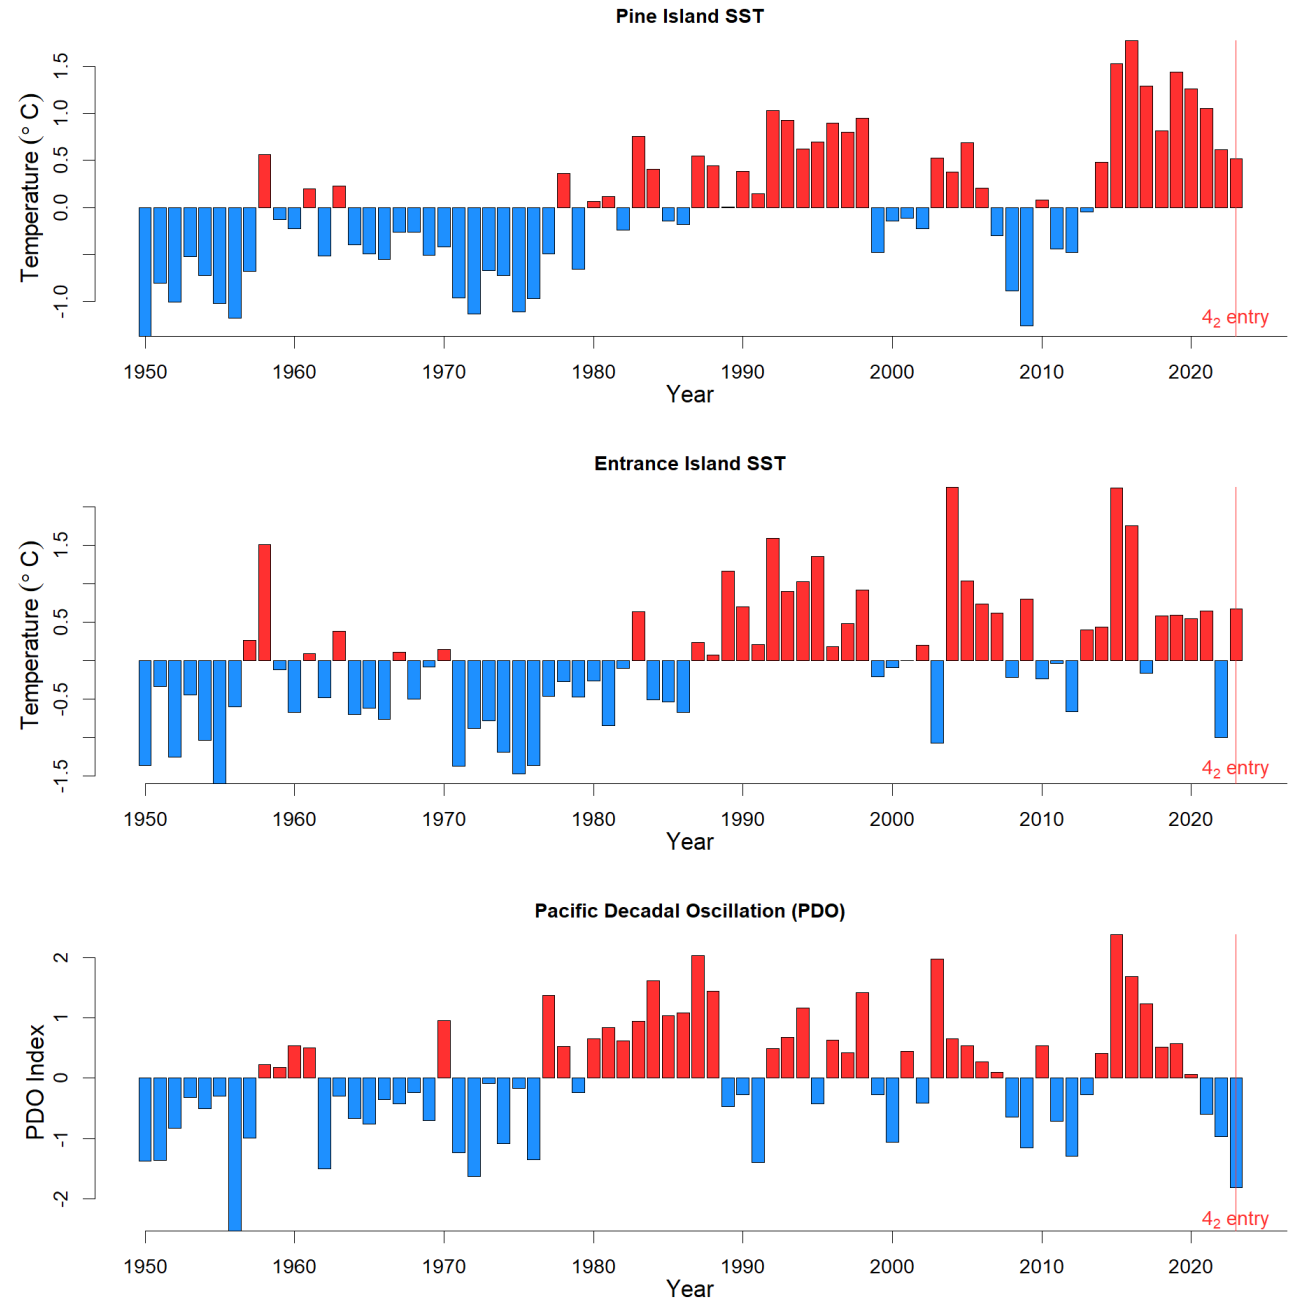 Pine Island SST
Temperature (° C)
1.5
1.0
0.5
0.0
-1.0
4₂ entry
1950 1960 1970 1980 1990 2000 2010 2020
Year
Entrance Island SST
Temperature (° C)
1.5
0.5
-0.5
-1.5
4₂ entry
1950 1960 1970 1980 1990 2000 2010 2020
Year
Pacific Decadal Oscillation (PDO)
PDO Index
2
1
0
-1
-2
4₂ entry
1950 1960 1970 1980 1990 2000 2010 2020
Year